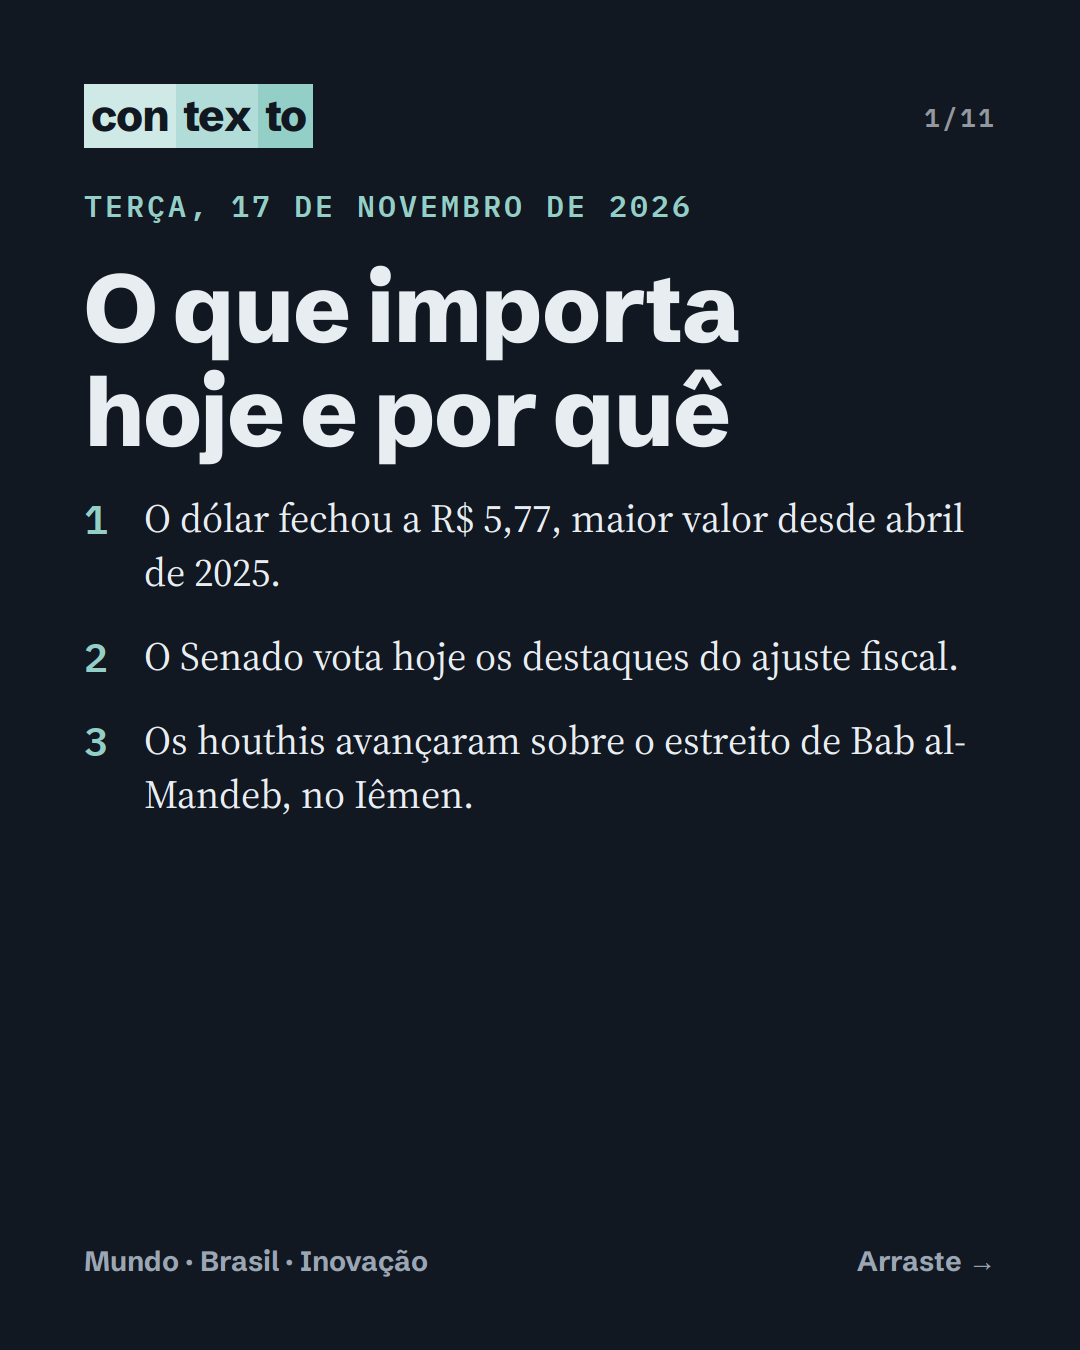 con tex to
1/11
TERÇA, 17 DE NOVEMBRO DE 2026
O que importa
hoje e por quê
1 O dólar fechou a R$ 5,77, maior valor desde abril
de 2025.
2 O Senado vota hoje os destaques do ajuste fiscal.
3 Os houthis avançaram sobre o estreito de Bab al-
Mandeb, no Iêmen.
Mundo · Brasil · Inovação
Arraste →